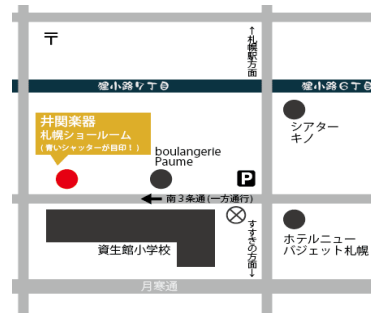 〒
↑札幌駅方面
狸小路7丁目
狸小路6丁目
井関楽器
札幌ショールーム
(青いシャッターが目印！)
boulangerie
Paume
P
シアター
キノ
南3条通(一方通行)
すすきの方面↓
資生館小学校
ホテルニュー
バジェット札幌
月寒通